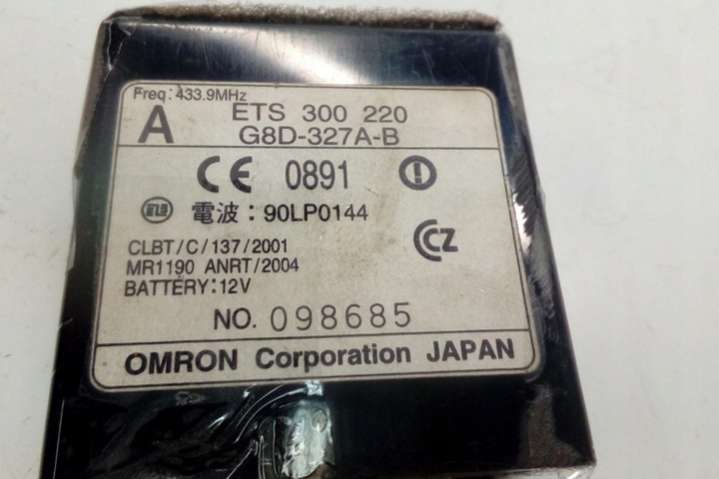 Freq:433.9MHz
A
ETS 300 220
G8D-327A-B
CE 0891
電波:90LP0144
CZ
CLBT/C/137/2001
MR1190 ANRT/2004
BATTERY:12V
NO. 098685
OMRON Corporation JAPAN